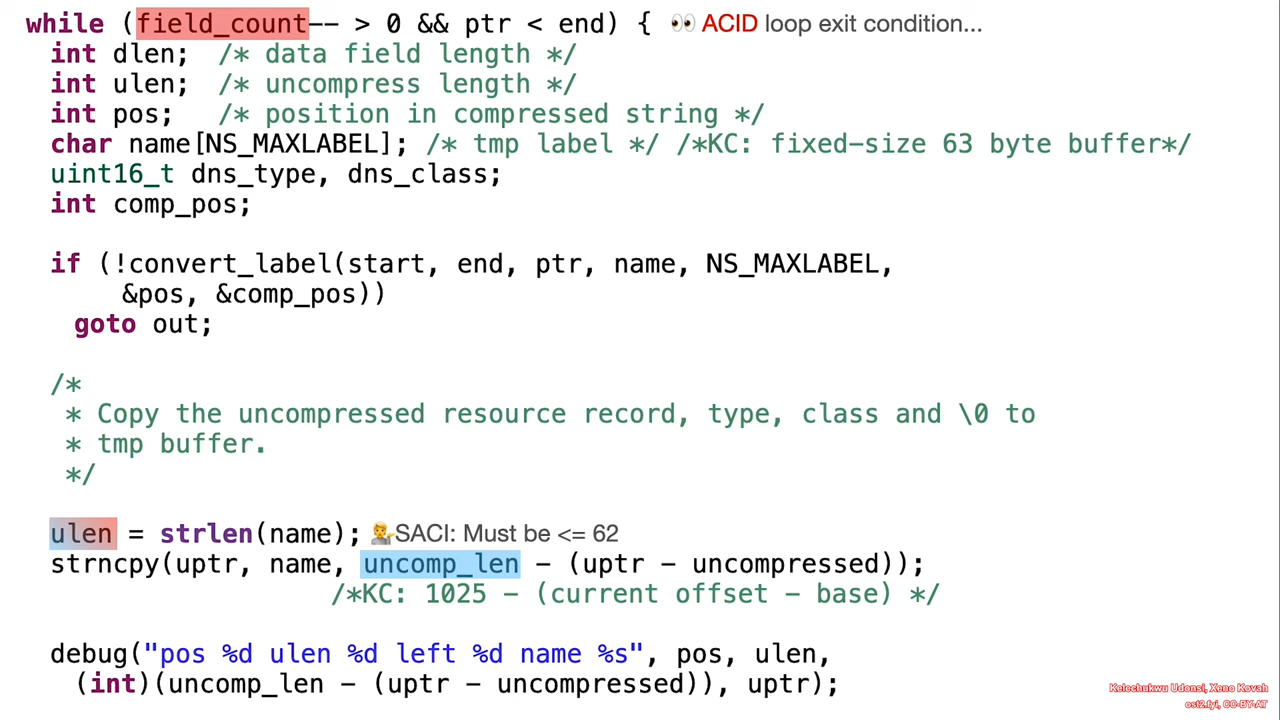 while (field_count-- > 0 && ptr < end) { 👀 ACID loop exit condition...
int dlen; /* data field length */
int ulen; /* uncompress length */
int pos; /* position in compressed string */
char name[NS_MAXLABEL]; /* tmp label */ /*KC: fixed-size 63 byte buffer*/
uint16_t dns_type, dns_class;
int comp_pos;
if (!convert_label(start, end, ptr, name, NS_MAXLABEL,
&pos, &comp_pos))
goto out;
/*
* Copy the uncompressed resource record, type, class and \0 to
* tmp buffer.
*/
ulen = strlen(name); 💁‍♂️SACI: Must be <= 62
strncpy(uptr, name, uncomp_len - (uptr - uncompressed));
/*KC: 1025 - (current offset - base) */
debug("pos %d ulen %d left %d name %s", pos, ulen,
(int)(uncomp_len - (uptr - uncompressed)), uptr);
Kelechukwu Udonsi, Xeno Kovah
ost2.fyi, CC-BY-AT